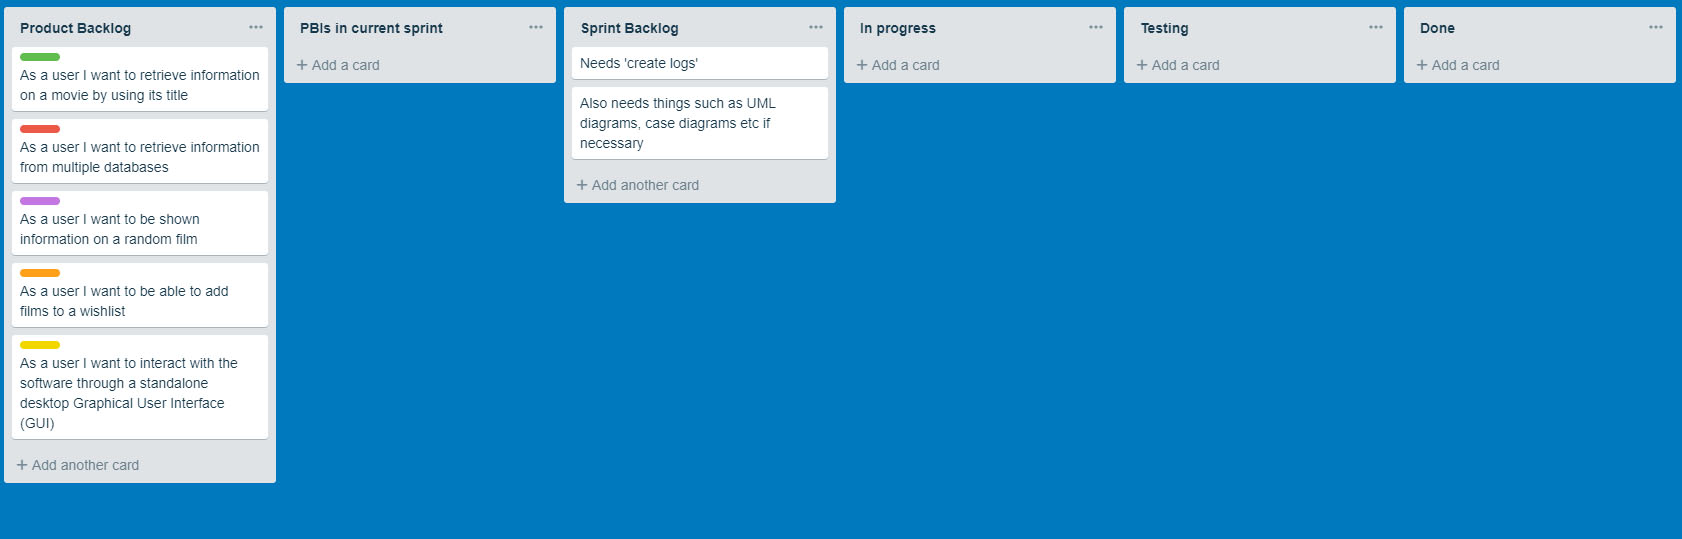 Product Backlog
As a user I want to retrieve information
on a movie by using its title
As a user I want to retrieve information
from multiple databases
As a user I want to be shown
information on a random film
As a user I want to be able to add
films to a wishlist
As a user I want to interact with the
software through a standalone
desktop Graphical User Interface
(GUI)
+ Add another card
PBIs in current sprint
+ Add a card
Sprint Backlog
Needs 'create logs'
Also needs things such as UML
diagrams, case diagrams etc if
necessary
+ Add another card
In progress
+ Add a card
Testing
+ Add a card
Done
+ Add a card